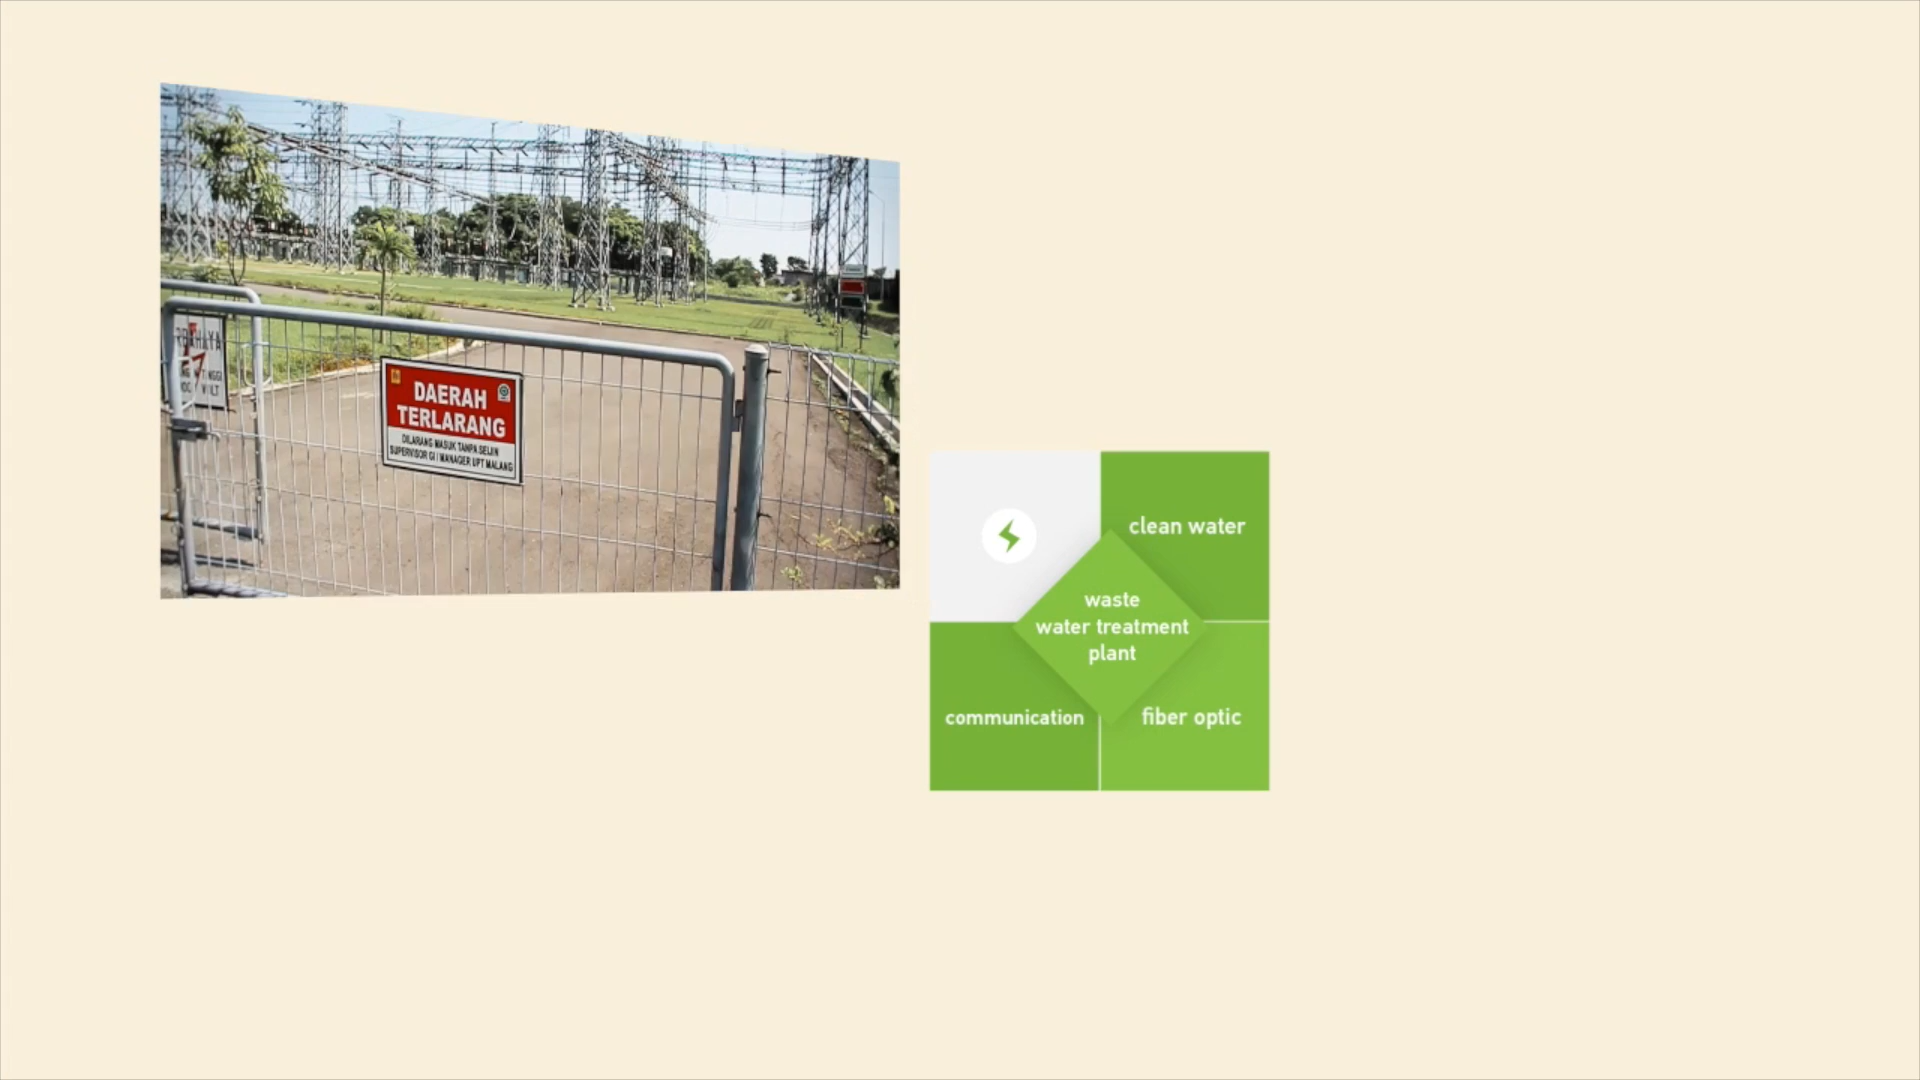 DAERAH
TERLARANG
DILARANG MASUK TANPA SEIJIN
SUPERVISOR GI / MANAGER UPT MALANG
clean water
waste
water treatment
plant
communication
fiber optic